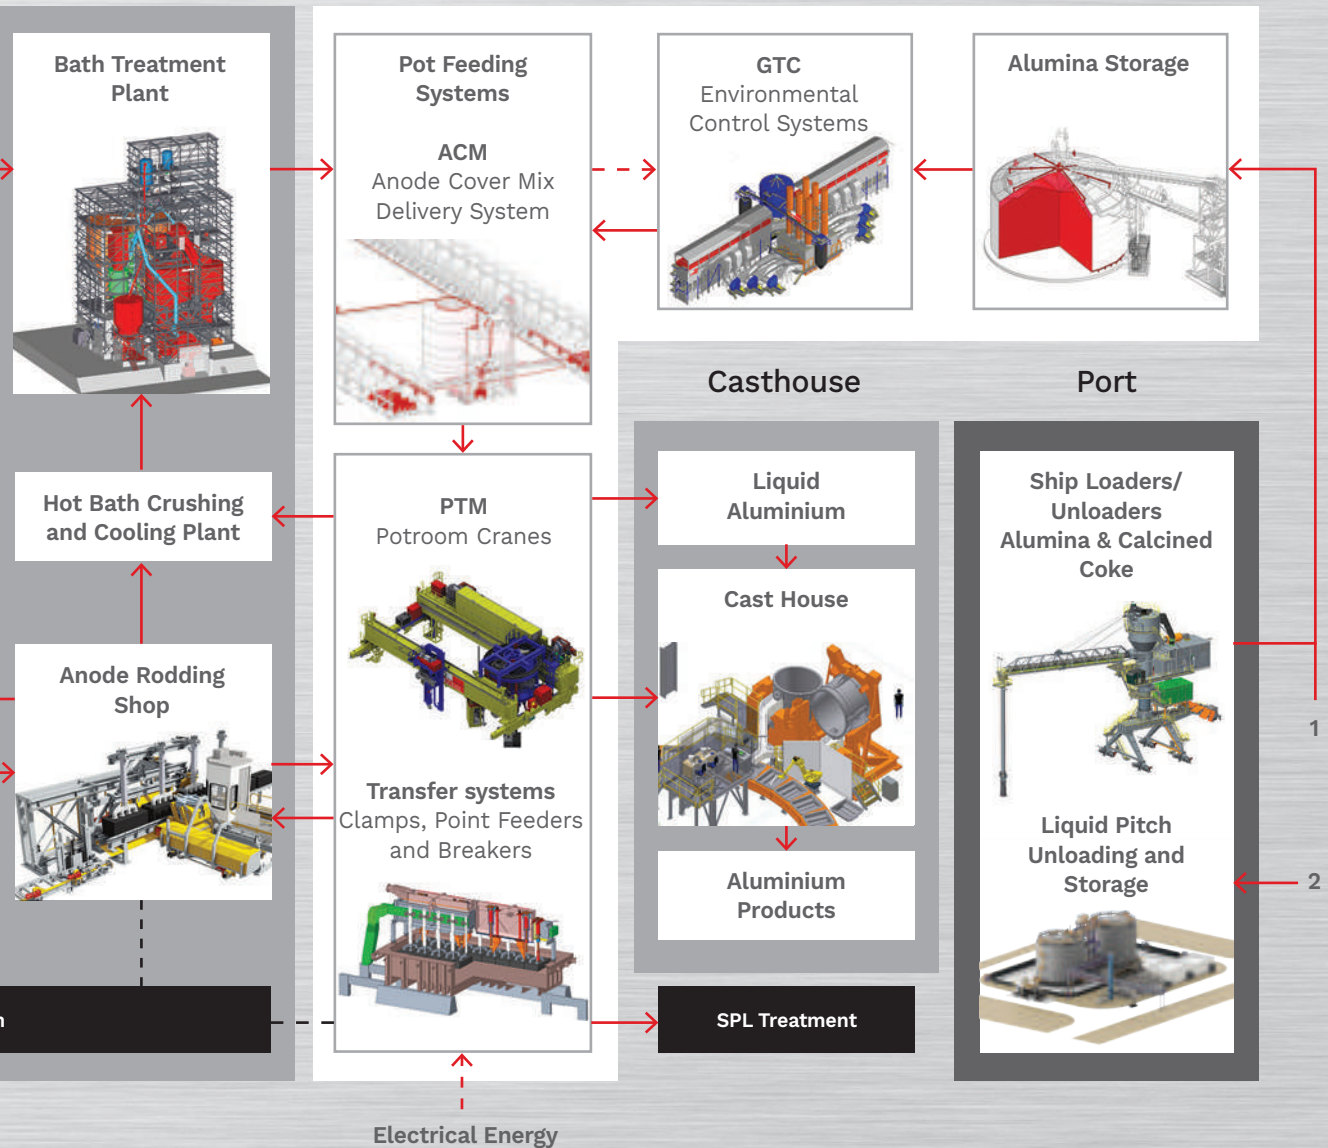 Bath Treatment
Plant
Pot Feeding
Systems
ACM
Anode Cover Mix
Delivery System
GTC
Environmental
Control Systems
Alumina Storage
Casthouse
Port
Hot Bath Crushing
and Cooling Plant
PTM
Potroom Cranes
Liquid
Aluminium
Ship Loaders/
Unloaders
Alumina & Calcined
Coke
Cast House
Anode Rodding
Shop
1
Transfer systems
Clamps, Point Feeders
and Breakers
Liquid Pitch
Unloading and
Storage
2
Aluminium
Products
SPL Treatment
Electrical Energy